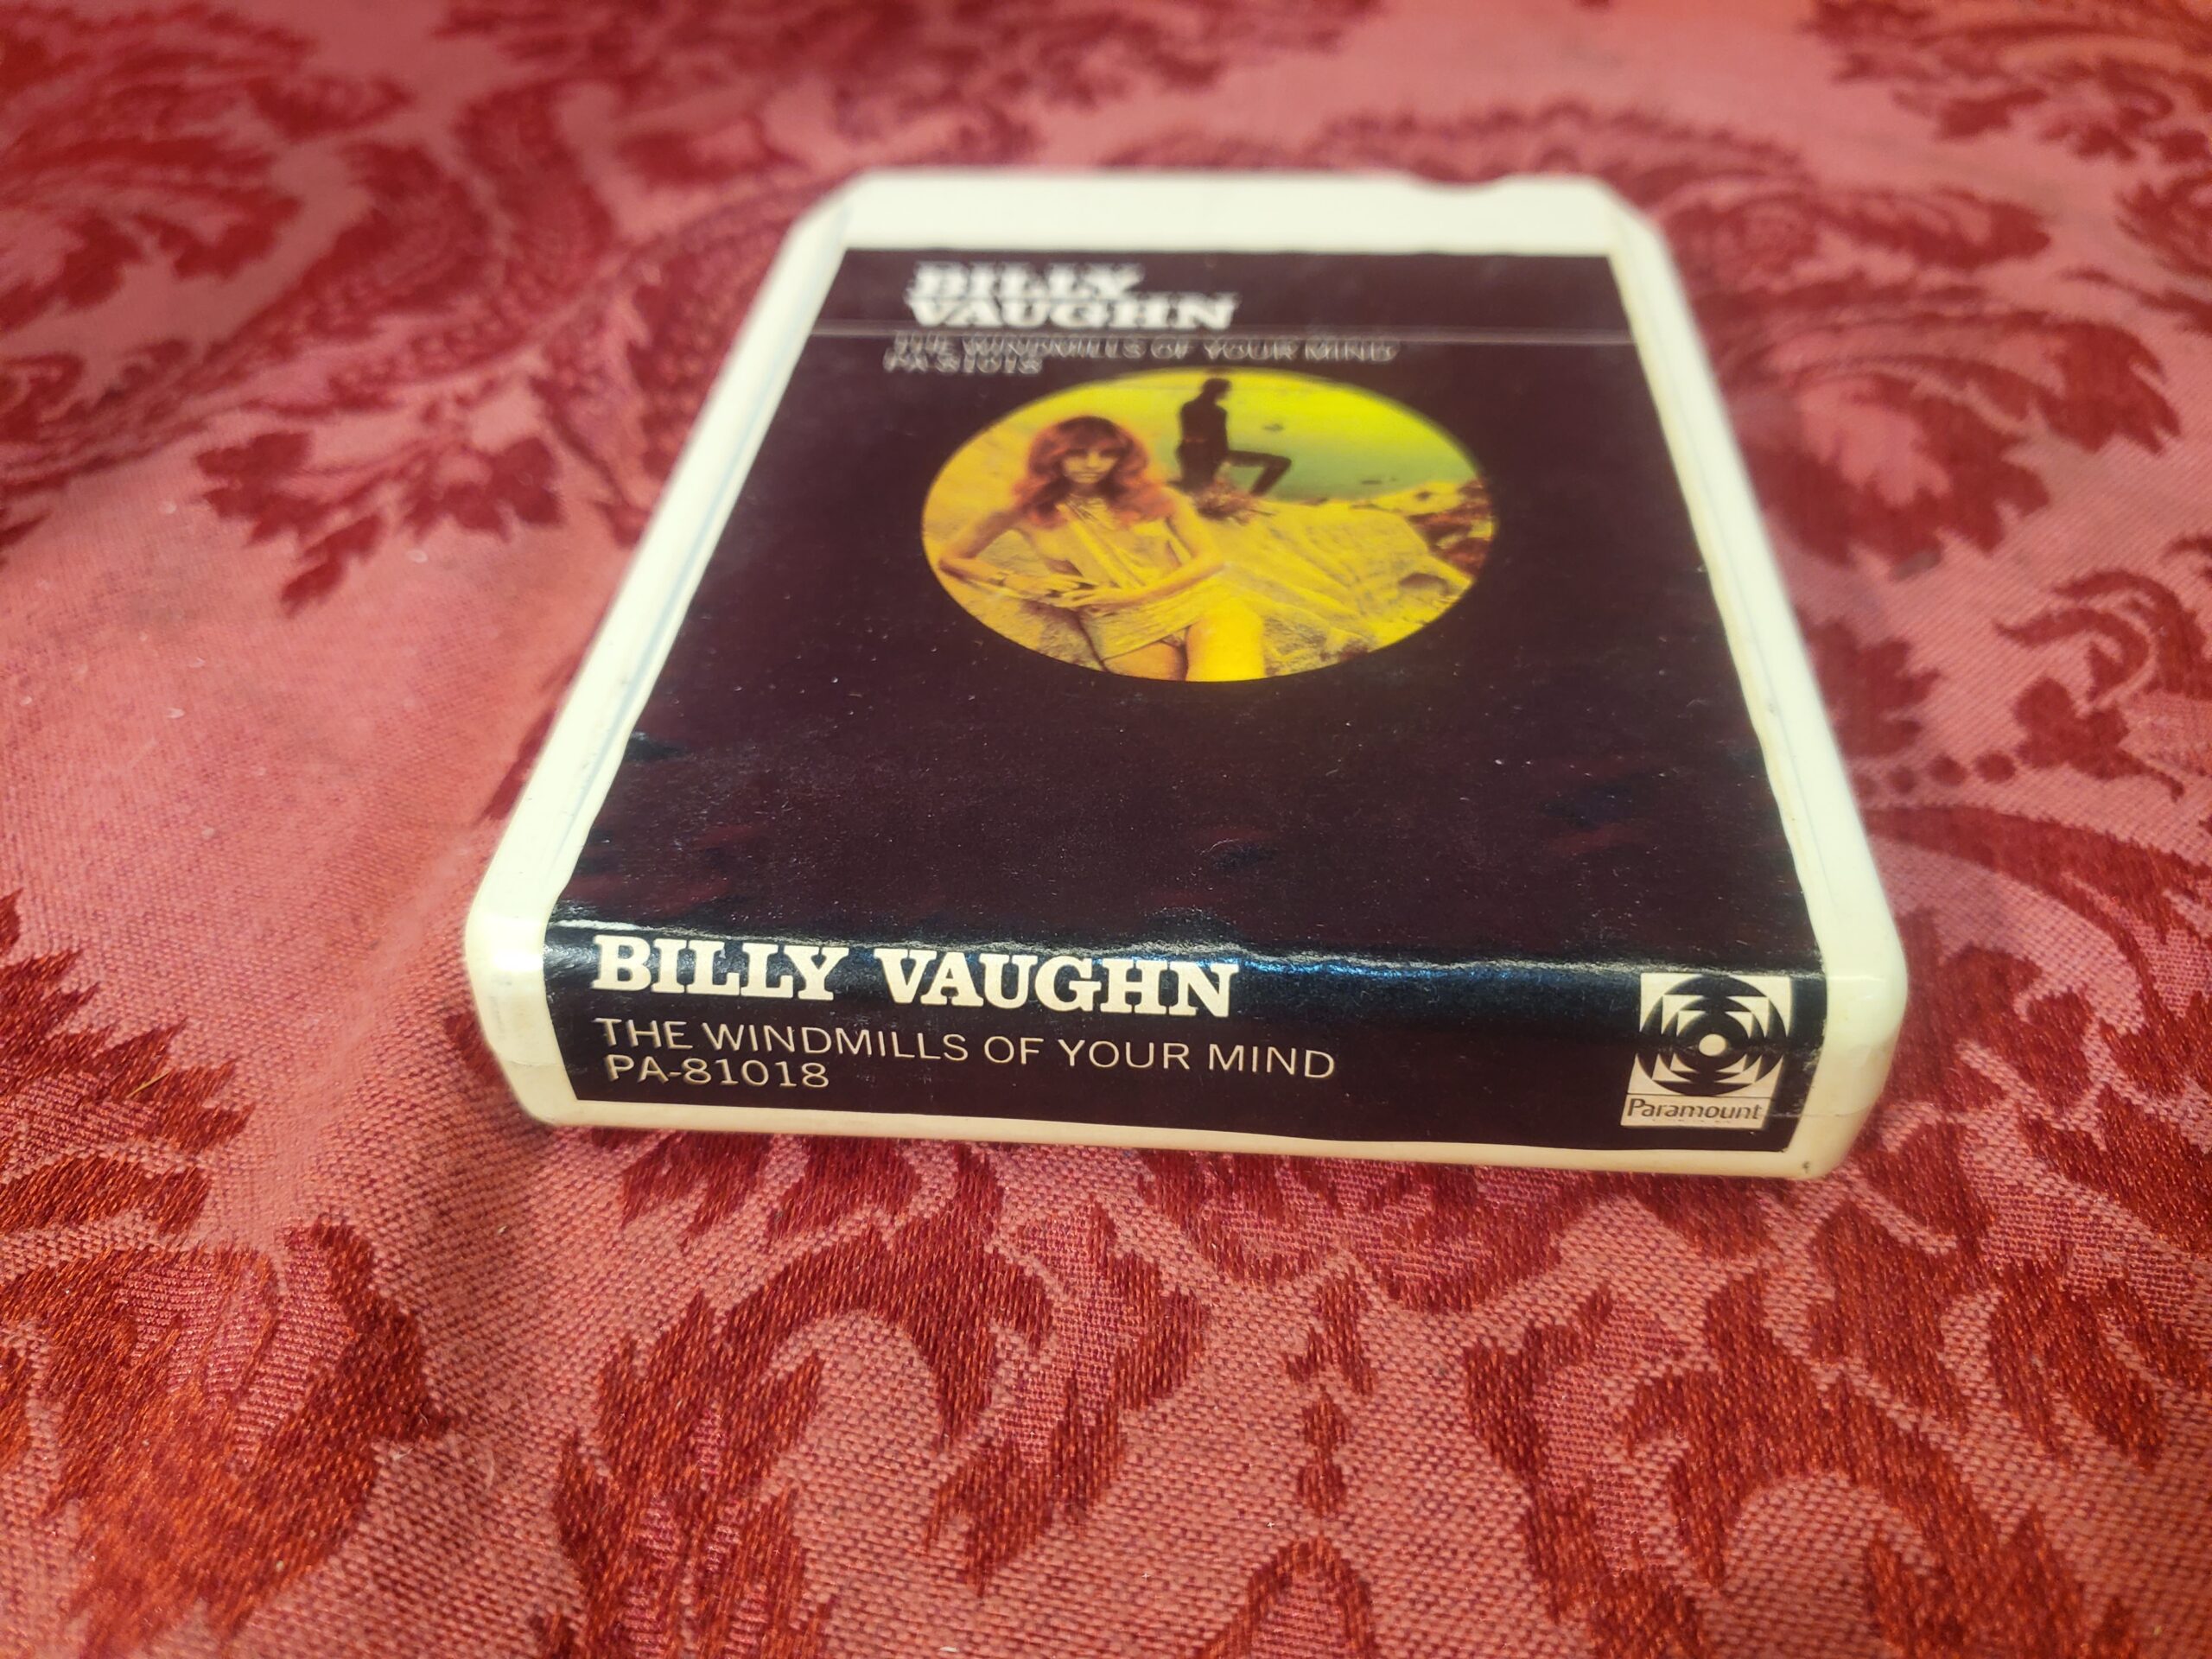 BILLY
VAUGHN
THE WINDMILLS OF YOUR MIND
PA-81018
BILLY VAUGHN
THE WINDMILLS OF YOUR MIND
PA-81018
Paramount